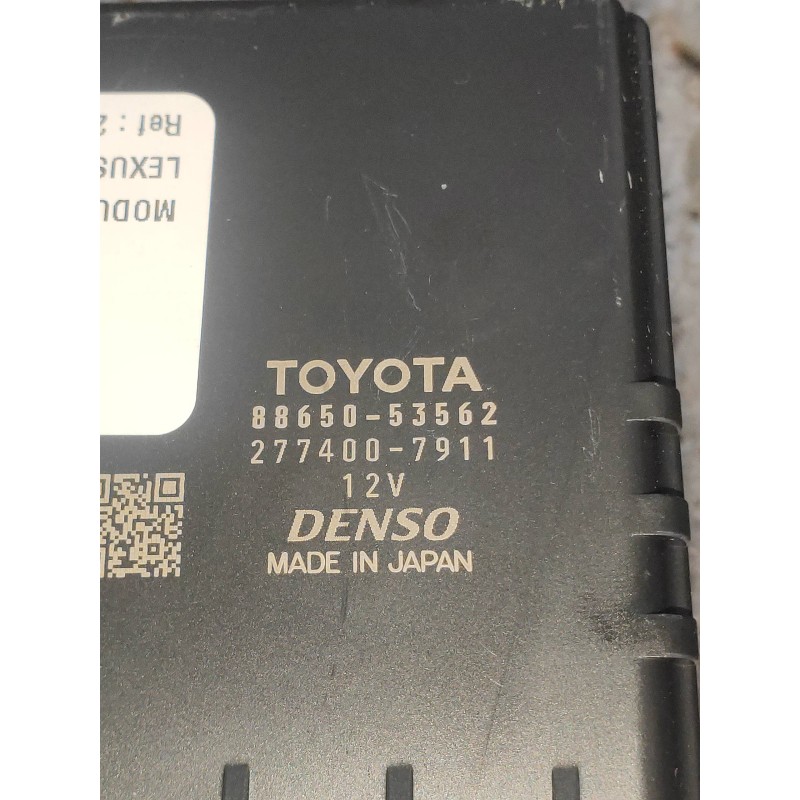 TOYOTA
88650-53562
277400-7911
12V
DENSO
MADE IN JAPAN
MODU
LEXUS
Ref: 2